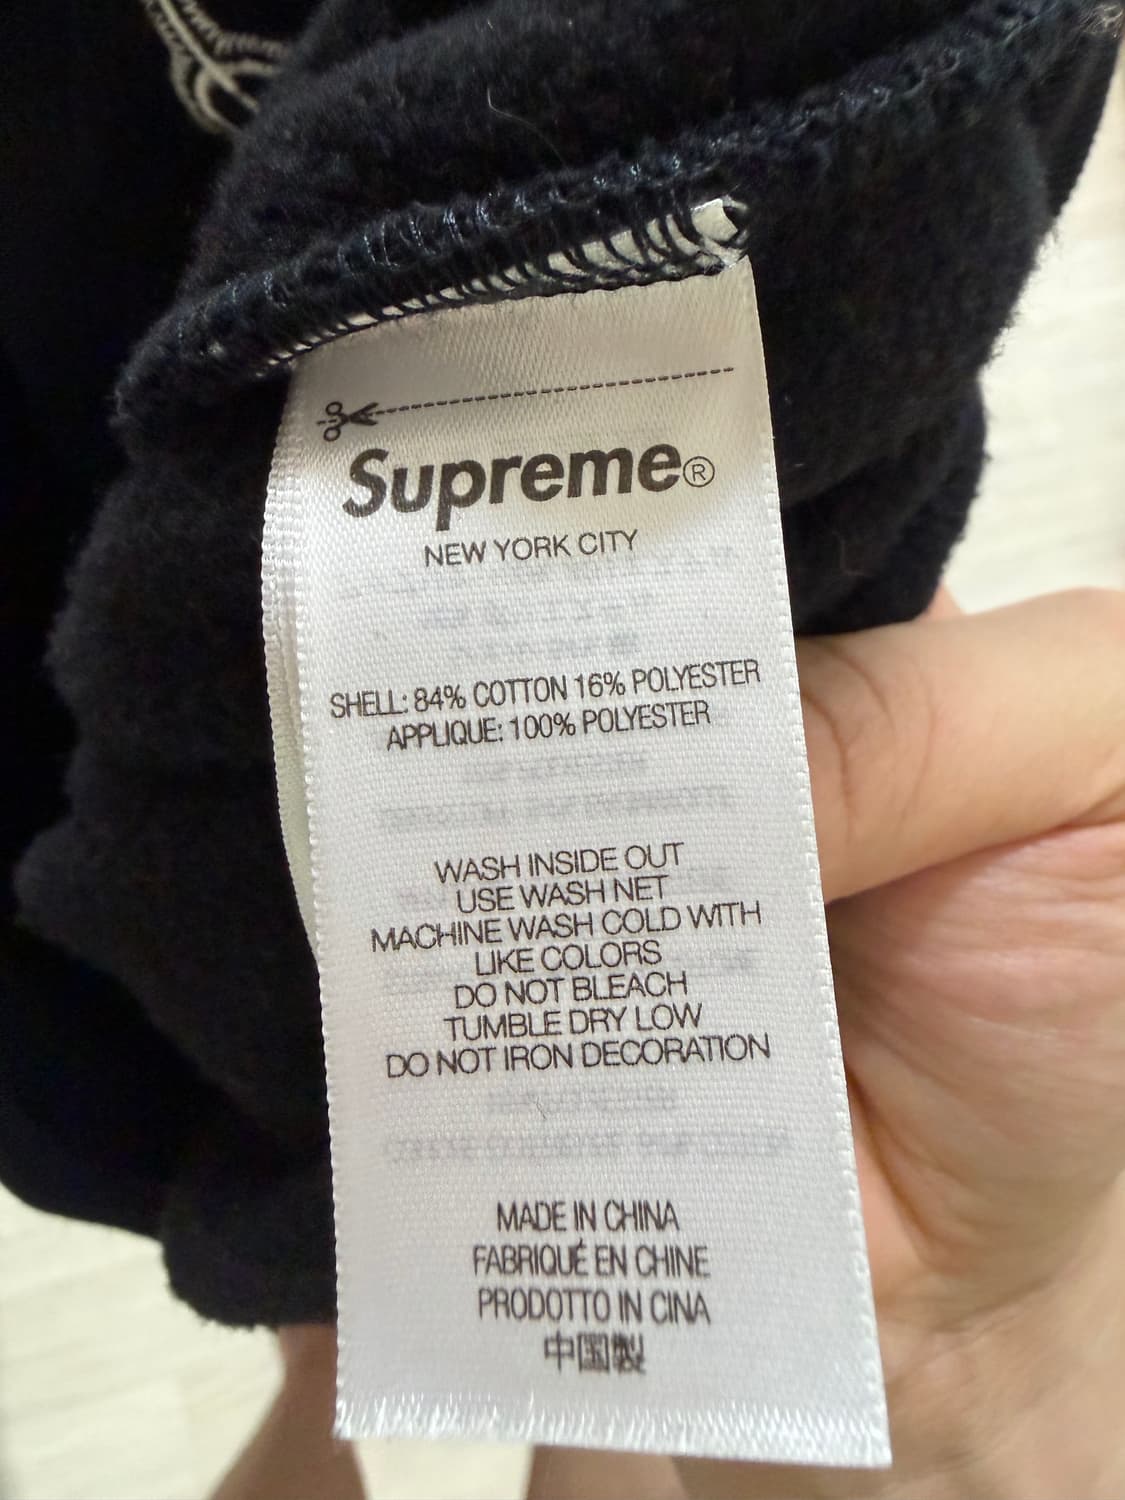 Supreme®
NEW YORK CITY
SHELL: 84% COTTON 16% POLYESTER
APPLIQUE: 100% POLYESTER
WASH INSIDE OUT
USE WASH NET
MACHINE WASH COLD WITH
LIKE COLORS
DO NOT BLEACH
TUMBLE DRY LOW
DO NOT IRON DECORATION
MADE IN CHINA
FABRIQUÉ EN CHINE
PRODOTTO IN CINA
中国製